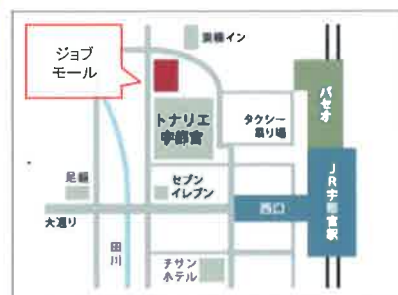 ジョブ
モール
東横イン
トナリエ
宇都宮
タクシー
乗り場
パセオ
足銀
セブン
イレブン
西口
JR宇都宮駅
大通り
田川
チサン
ホテル